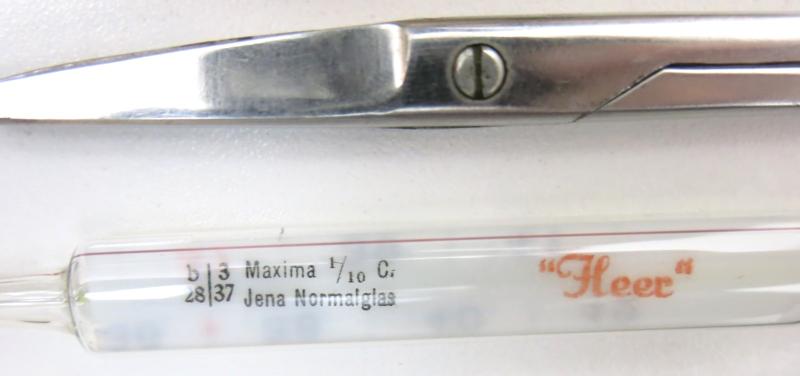 b|3 Maxima 1/10 C.
28|37 Jena Normalglas
"Heer"